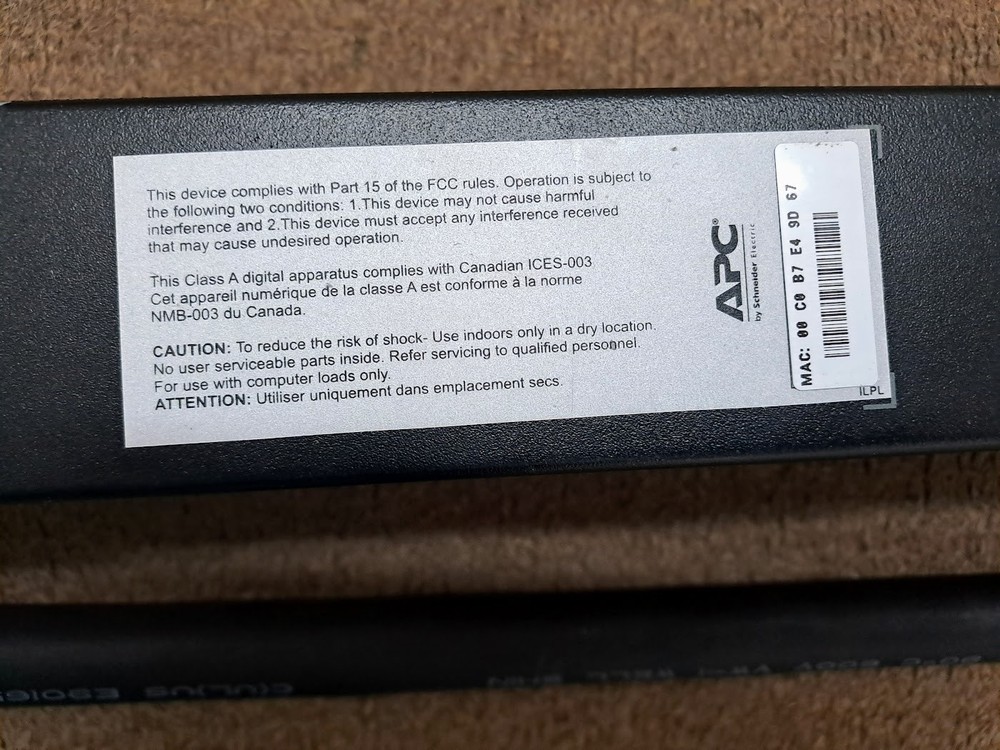 This device complies with Part 15 of the FCC rules. Operation is subject to
the following two conditions: 1.This device may not cause harmful
interference and 2.This device must accept any interference received
that may cause undesired operation.
This Class A digital apparatus complies with Canadian ICES-003
Cet appareil numérique de la classe A est conforme à la norme
NMB-003 du Canada.
CAUTION: To reduce the risk of shock- Use indoors only in a dry location.
No user serviceable parts inside. Refer servicing to qualified personnel.
For use with computer loads only.
ATTENTION: Utiliser uniquement dans emplacement secs.
APC®
by Schneider Electric
MAC: 00 C0 B7 E4 9D 67
ILPL